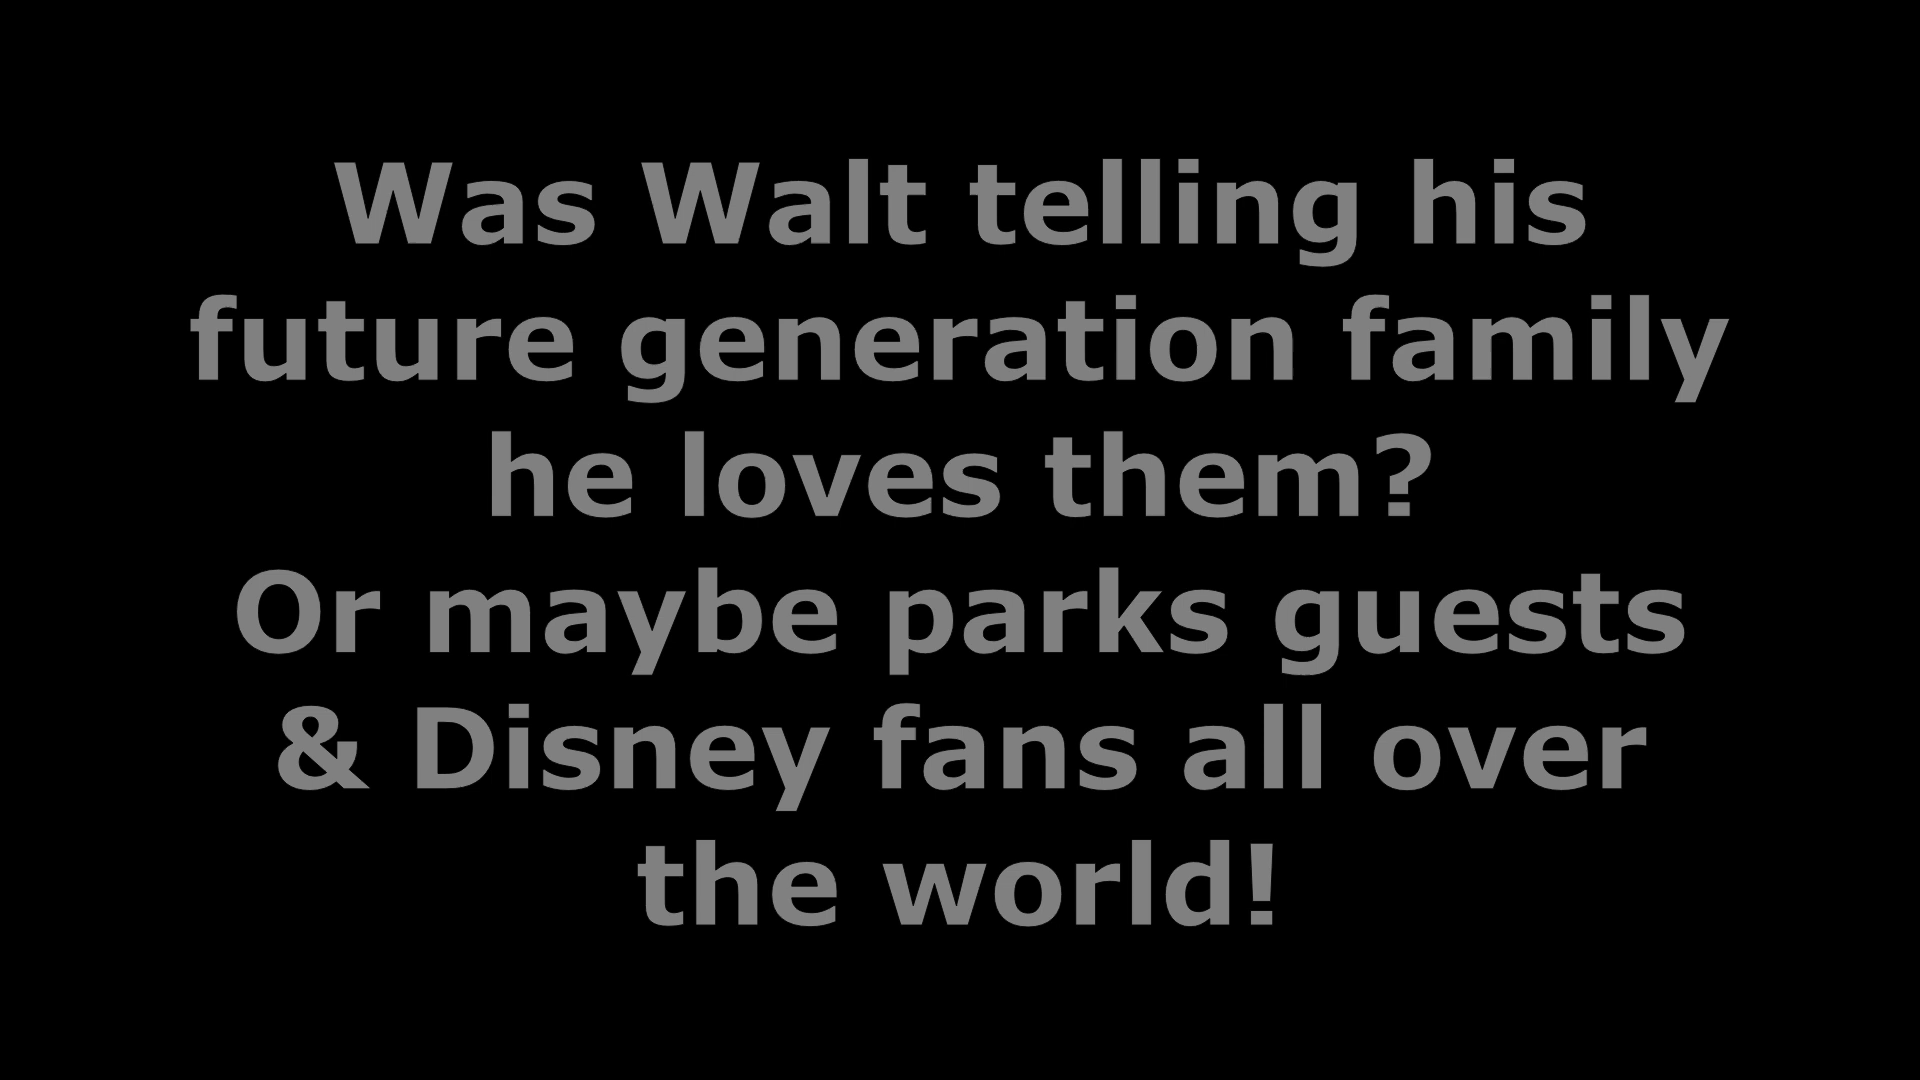 Was Walt telling his
future generation family
he loves them?
Or maybe parks guests
& Disney fans all over
the world!